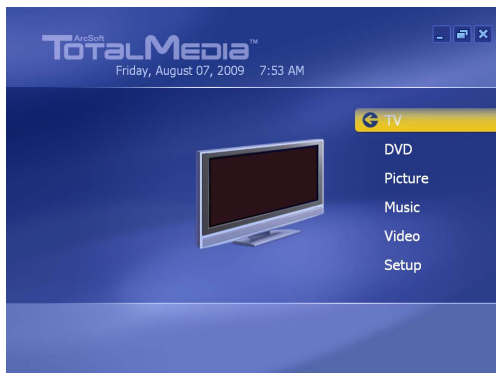 ArcSoft
TotalMedia™
Friday, August 07, 2009 7:53 AM
TV
DVD
Picture
Music
Video
Setup